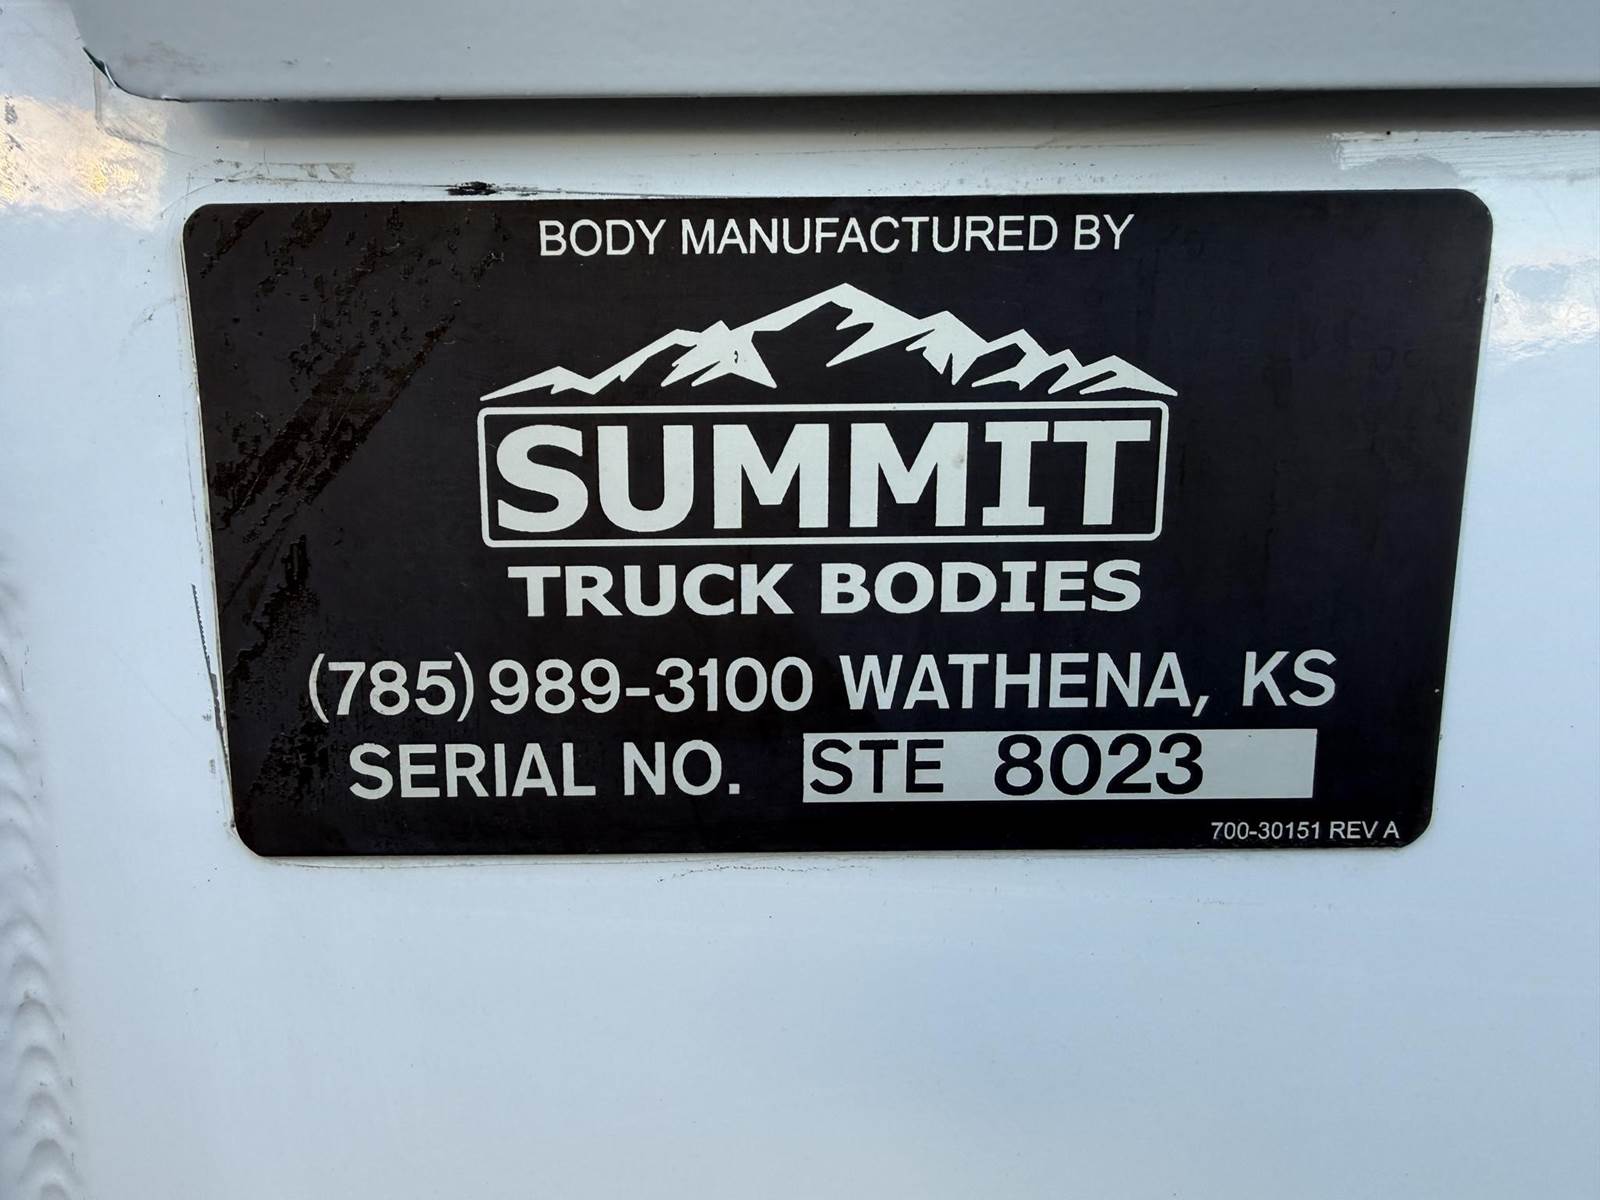 BODY MANUFACTURED BY
SUMMIT
TRUCK BODIES
(785) 989-3100 WATHENA, KS
SERIAL NO. STE 8023
700-30151 REV A